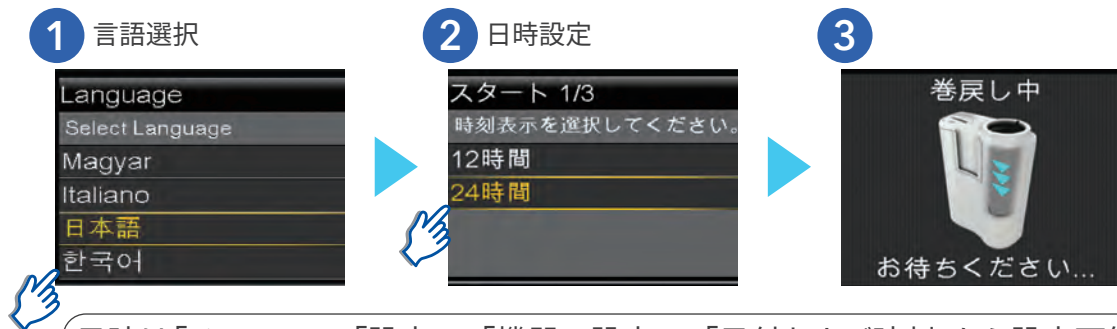 1 言語選択
Language
Select Language
Magyar
Italiano
日本語
한국어
2 日時設定
スタート 1/3
時刻表示を選択してください。
12時間
24時間
3
巻戻し中
お待ちください...